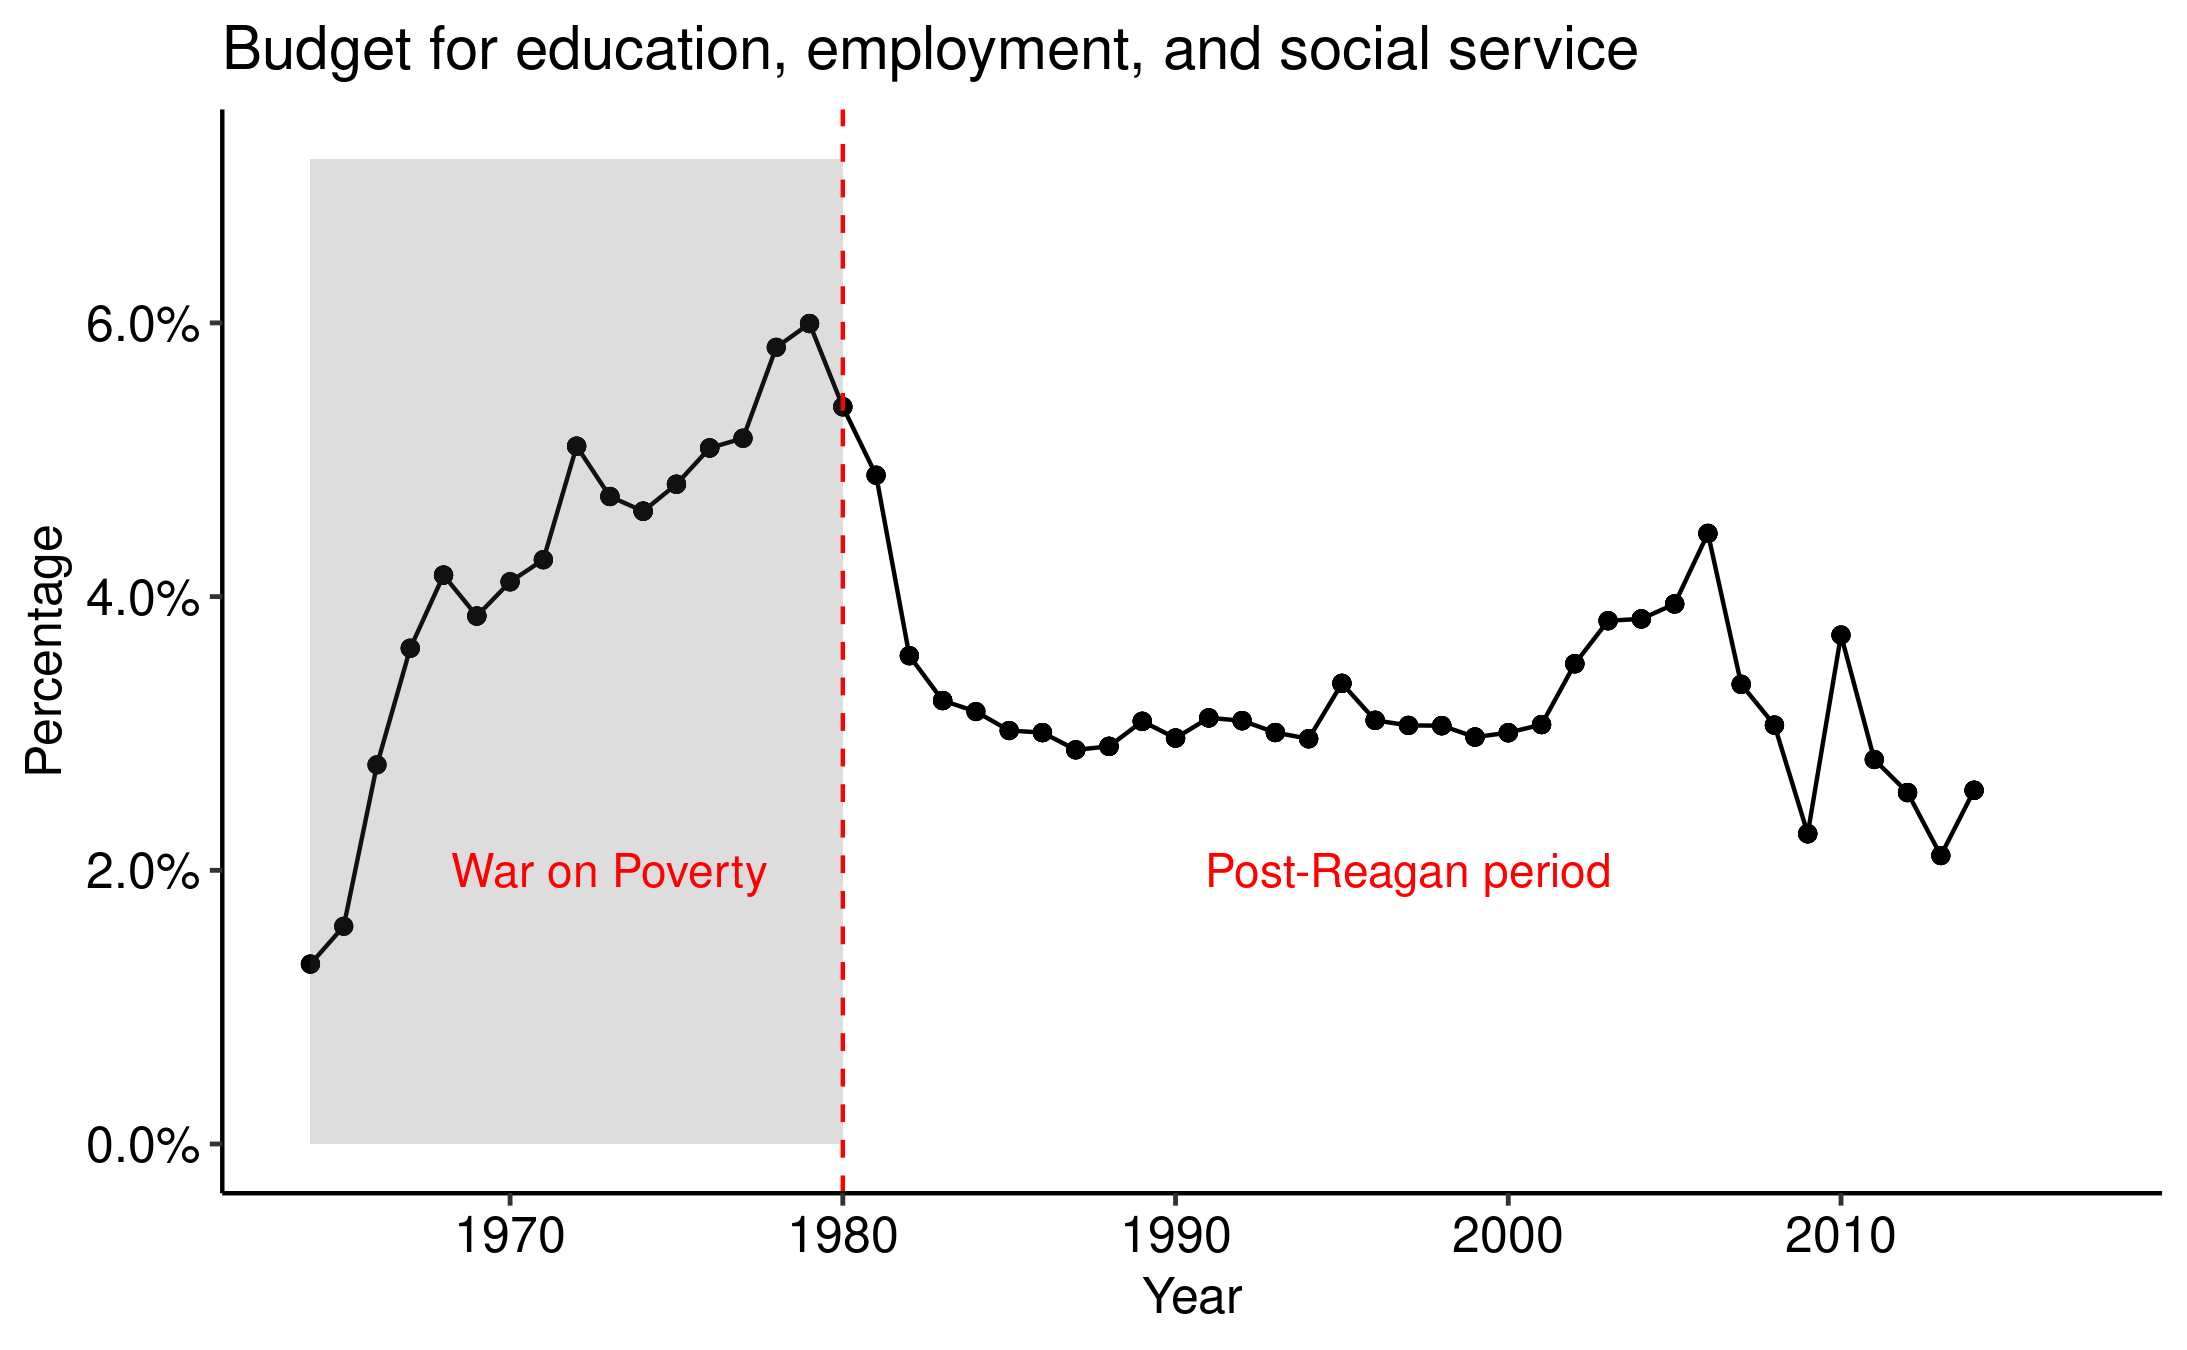 Budget for education, employment, and social service
Percentage
6.0%
4.0%
2.0%
0.0%
War on Poverty
Post-Reagan period
1970
1980
1990
2000
2010
Year